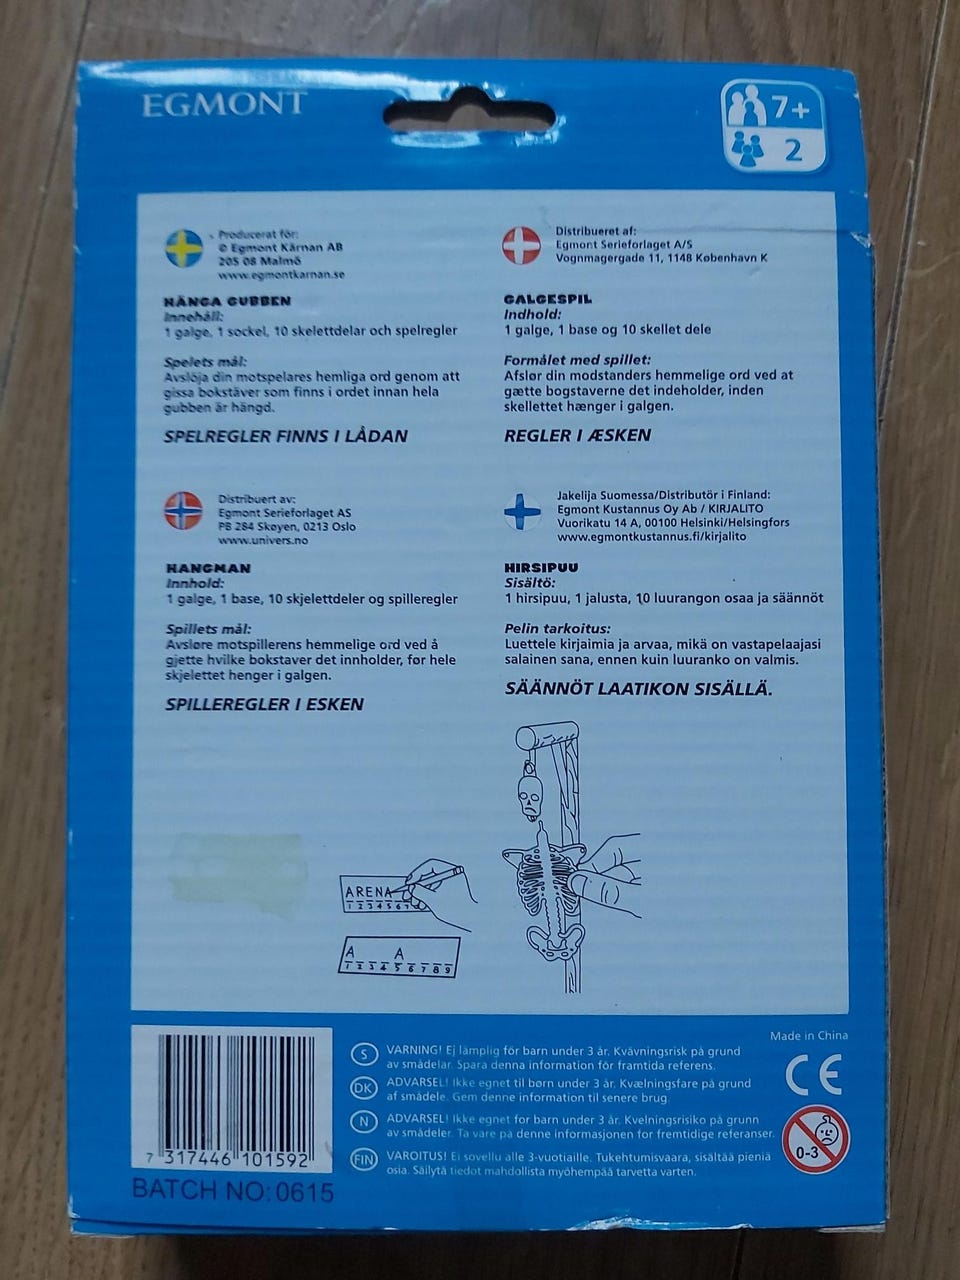 EGMONT
7+
2
Producerat för:
© Egmont Kärnan AB
205 08 Malmö
www.egmontkarnan.se
HÄNGA GUBBEN
Innehåll:
1 galge, 1 sockel, 10 skelettdelar och spelregler
Spelets mål:
Avslöja din motspelares hemliga ord genom att
gissa bokstäver som finns i ordet innan hela
gubben är hängd.
SPELREGLER FINNS I LÅDAN
Distribueret af:
Egmont Serieforlaget A/S
Vognmagergade 11, 1148 København K
GALGESPIL
Indhold:
1 galge, 1 base og 10 skellet dele
Formålet med spillet:
Afslør din modstanders hemmelige ord ved at
gætte bogstaverne det indeholder, inden
skellettet hænger i galgen.
REGLER I ÆSKEN
Distribuert av:
Egmont Serieforlaget AS
PB 284 Skøyen, 0213 Oslo
www.univers.no
HANGMAN
Innhold:
1 galge, 1 base, 10 skjelettdeler og spilleregler
Spillets mål:
Avsløre motspillerens hemmelige ord ved å
gjette hvilke bokstaver det innholder, før hele
skjelettet henger i galgen.
SPILLEREGLER I ESKEN
Jakelija Suomessa/Distributör i Finland:
Egmont Kustannus Oy Ab / KIRJALITO
Vuorikatu 14 A, 00100 Helsinki/Helsingfors
www.egmontkustannus.fi/kirjalito
HIRSIPUU
Sisältö:
1 hirsipuu, 1 jalusta, 10 luurangon osaa ja säännöt
Pelin tarkoitus:
Luettele kirjaimia ja arvaa, mikä on vastapelaajasi
salainen sana, ennen kuin luuranko on valmis.
SÄÄNNÖT LAATIKON SISÄLLÄ.
ARENA
1 2 3 4 5 6 7
A A
1 2 3 4 5 6 7 8 9
7 317446 101592
BATCH NO: 0615
Made in China
CE
0-3
S VARNING! Ej lämplig för barn under 3 år. Kvävningsrisk på grund
av smådelar. Spara denna information för framtida referens.
DK ADVARSEL! Ikke egnet til børn under 3 år. Kvælningsfare på grund
af smådele. Gem denne information til senere brug.
N ADVARSEL! Ikke egnet for barn under 3 år. Kvelningsrisiko på grunn
av smådeler. Ta vare på denne informasjonen for fremtidige referanser.
FIN VAROITUS! Ei sovellu alle 3-vuotiaille. Tukehtumisvaara, sisältää pieniä
osia. Säilytä tiedot mahdollista myöhempää tarvetta varten.